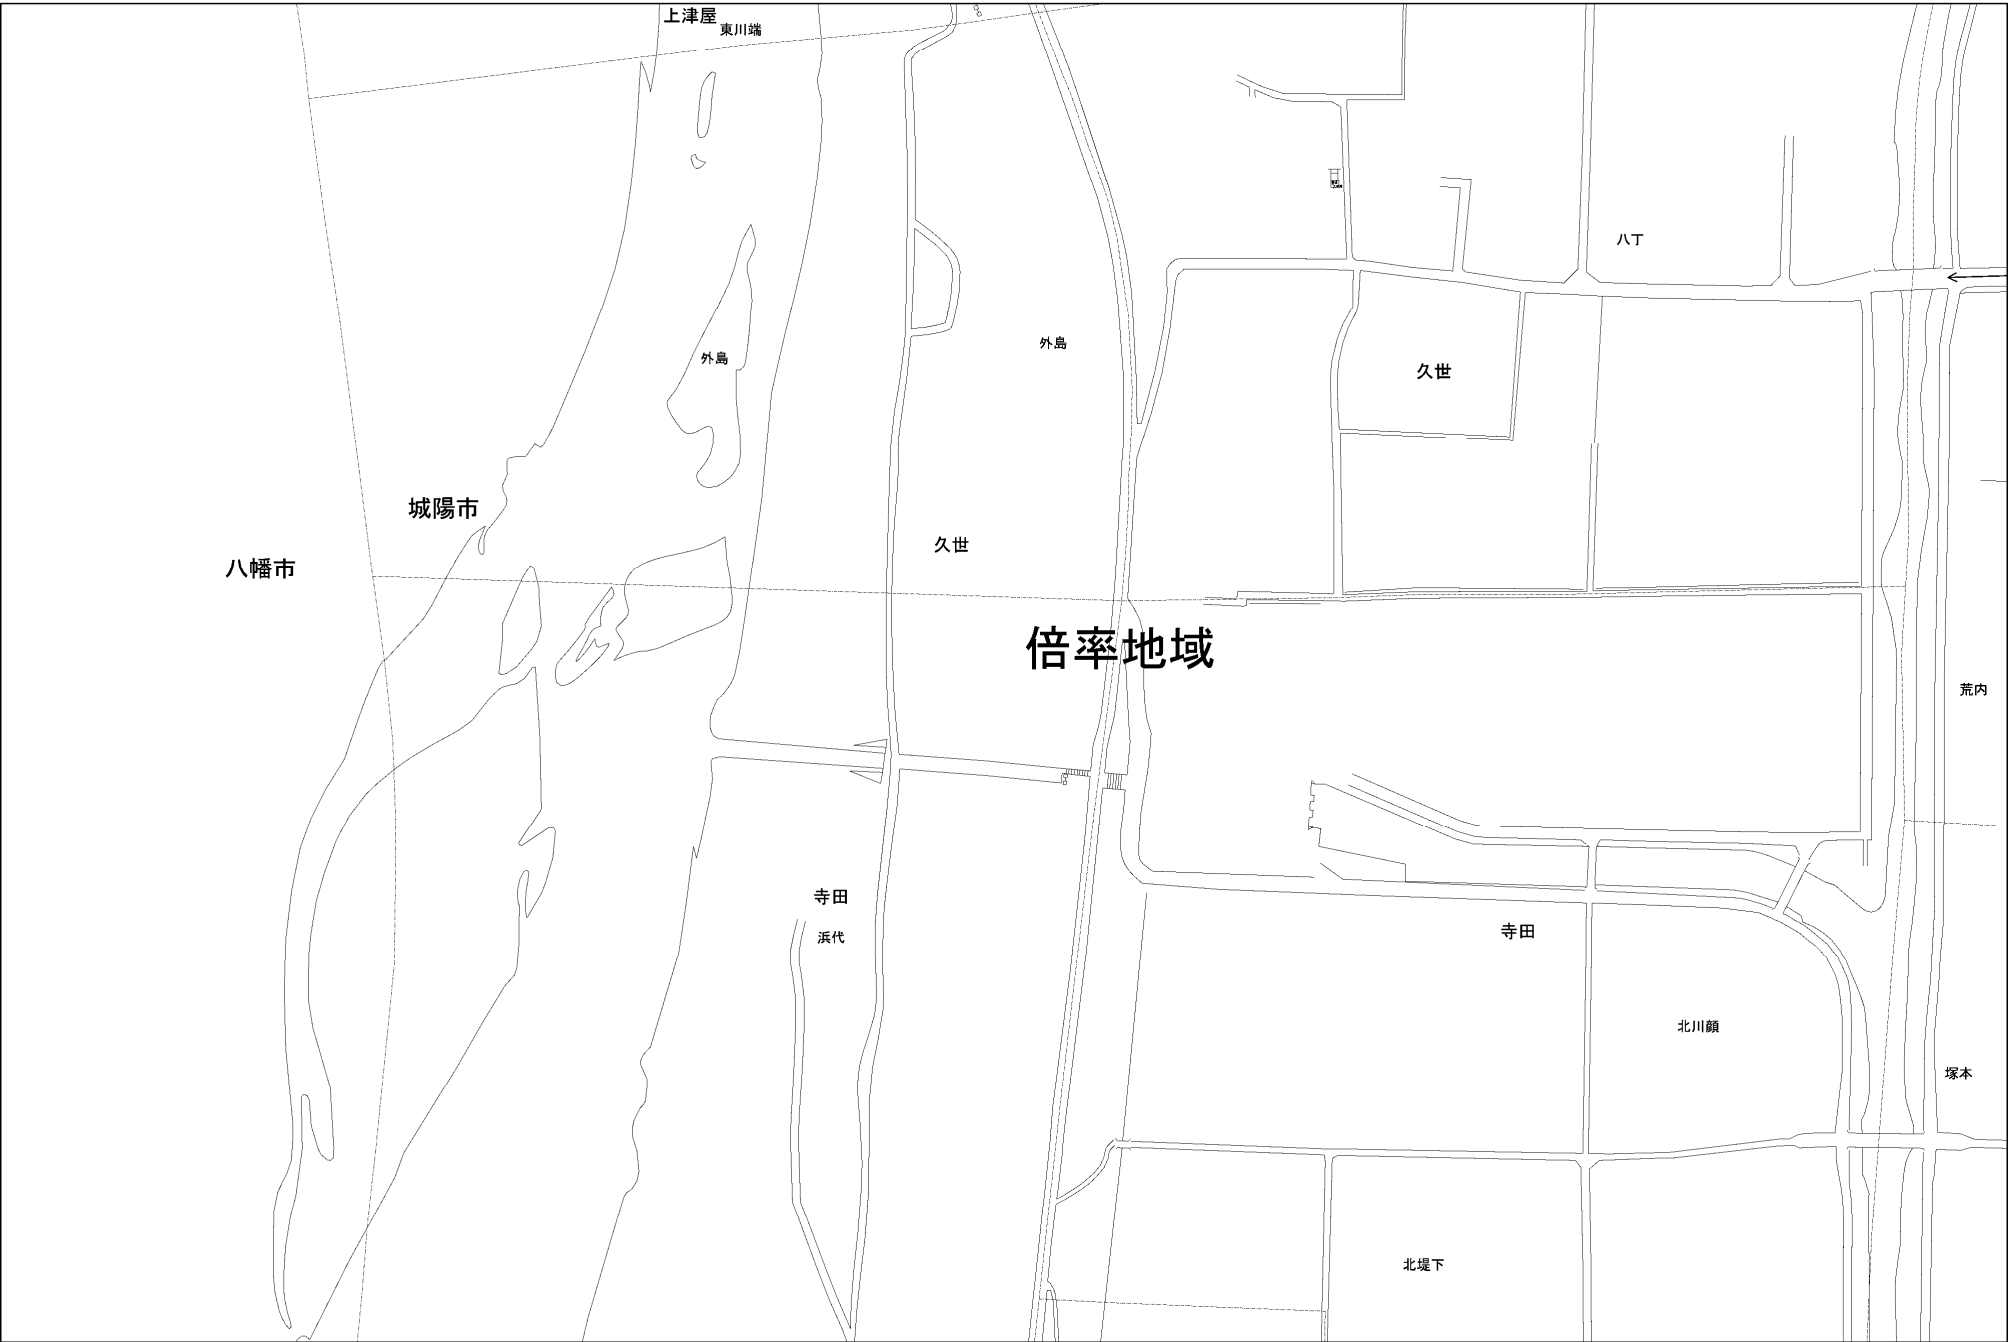 上津屋
東川端
八丁
外島
外島
久世
城陽市
久世
八幡市
倍率地域
荒内
寺田
浜代
寺田
北川顔
塚本
北堤下